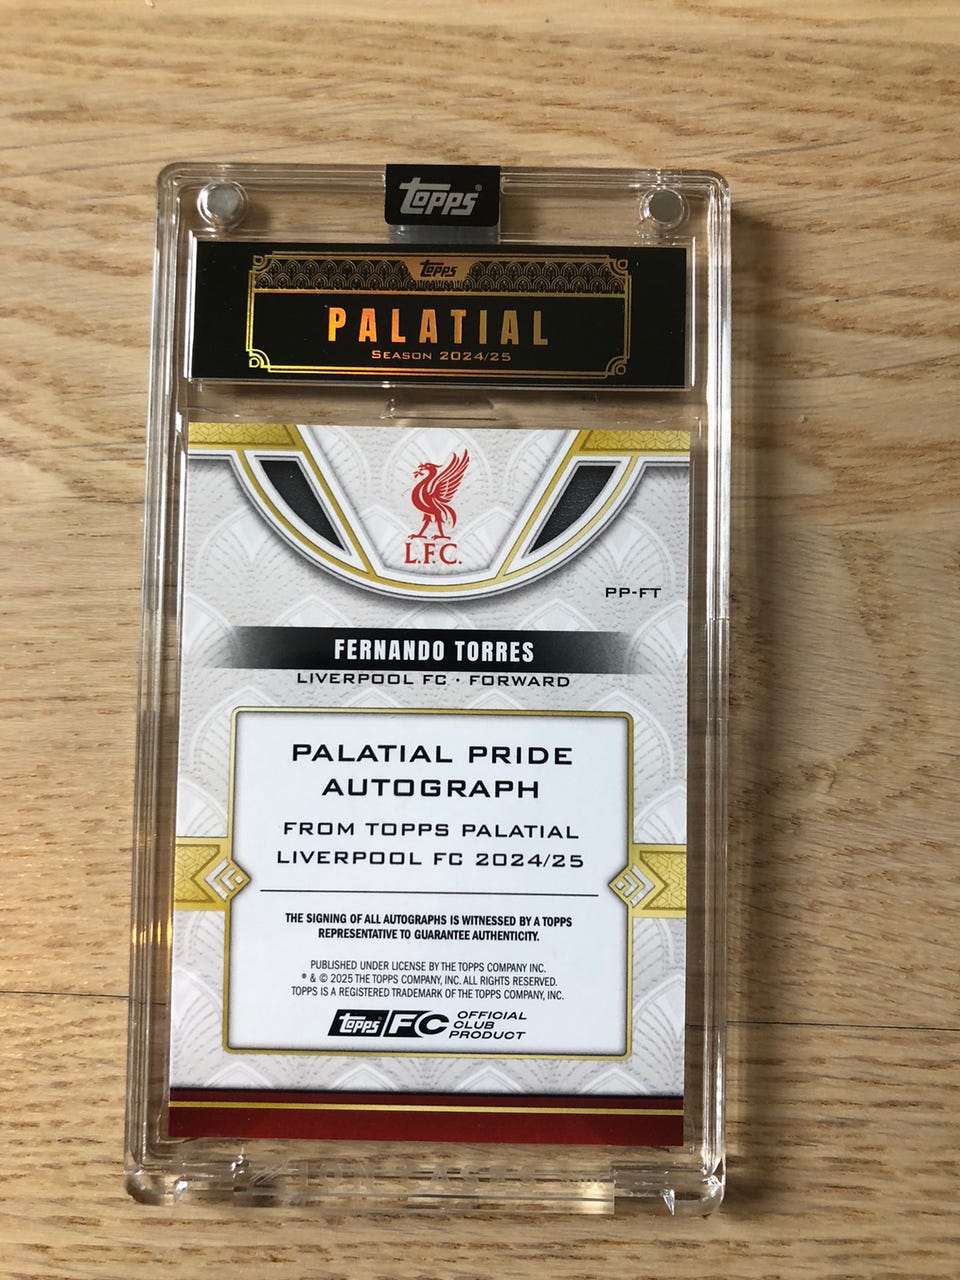 TOPPS®
TOPPS
PALATIAL
SEASON 2024/25
L.F.C.
PP-FT
FERNANDO TORRES
LIVERPOOL FC · FORWARD
PALATIAL PRIDE
AUTOGRAPH
FROM TOPPS PALATIAL
LIVERPOOL FC 2024/25
THE SIGNING OF ALL AUTOGRAPHS IS WITNESSED BY A TOPPS
REPRESENTATIVE TO GUARANTEE AUTHENTICITY.
PUBLISHED UNDER LICENSE BY THE TOPPS COMPANY INC.
® & © 2025 THE TOPPS COMPANY, INC. ALL RIGHTS RESERVED.
TOPPS IS A REGISTERED TRADEMARK OF THE TOPPS COMPANY, INC.
TOPPS FC OFFICIAL
CLUB
PRODUCT